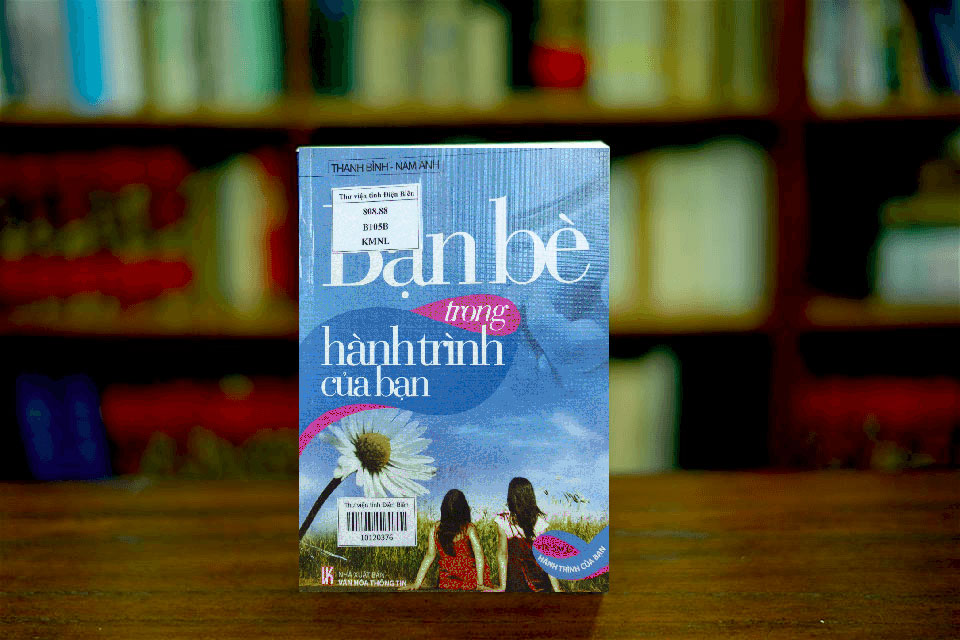 THANH BÌNH - NAM ANH
Thư viện tỉnh Điện Biên
808.88
B105B
KMNL
Bạn bè
trong
hành trình
của bạn
Thư viện tỉnh Điện Biên
10120376
HÀNH TRÌNH CỦA BẠN
NHÀ XUẤT BẢN
VĂN HÓA THÔNG TIN